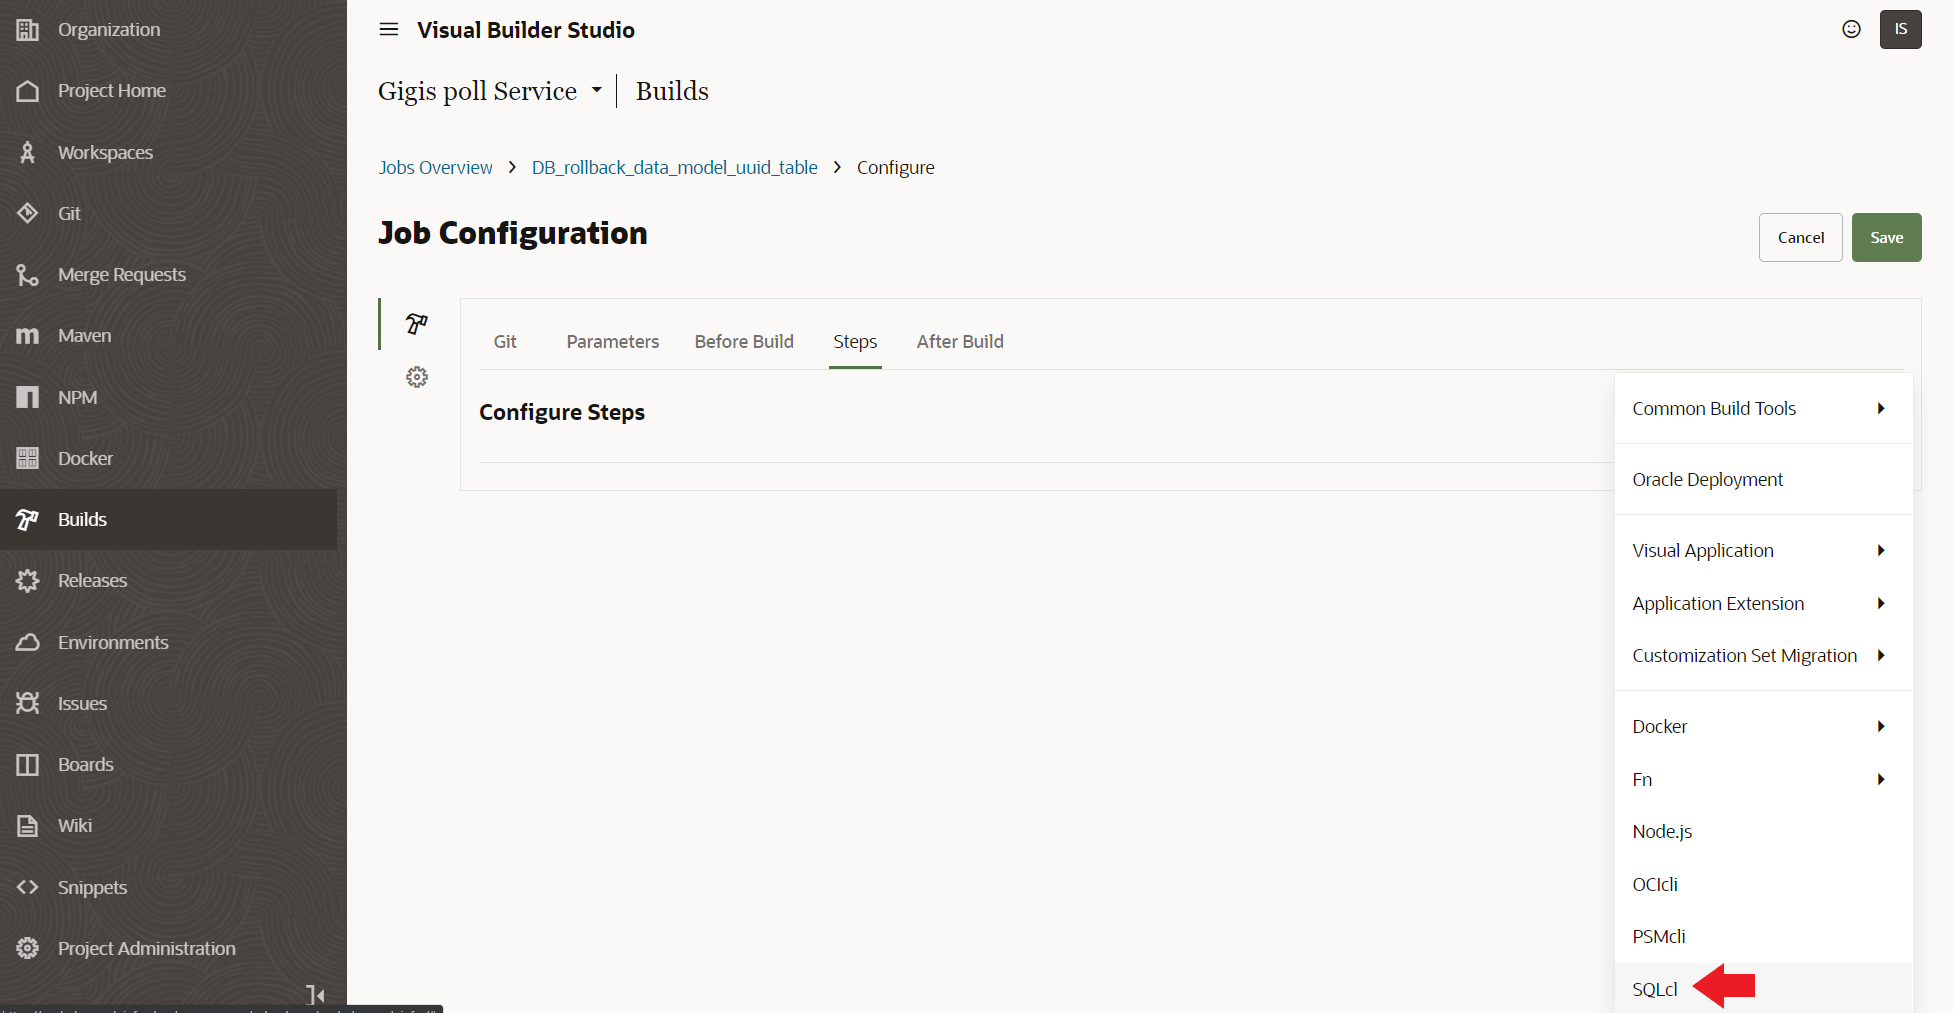 Organization
Project Home
Workspaces
Git
Merge Requests
Maven
NPM
Docker
Builds
Releases
Environments
Issues
Boards
Wiki
Snippets
Project Administration
Visual Builder Studio
IS
Gigis poll Service
Builds
Jobs Overview > DB_rollback_data_model_uuid_table > Configure
Job Configuration
Cancel
Save
Git
Parameters
Before Build
Steps
After Build
Configure Steps
Common Build Tools
Oracle Deployment
Visual Application
Application Extension
Customization Set Migration
Docker
Fn
Node.js
OCIcli
PSMcli
SQLcl